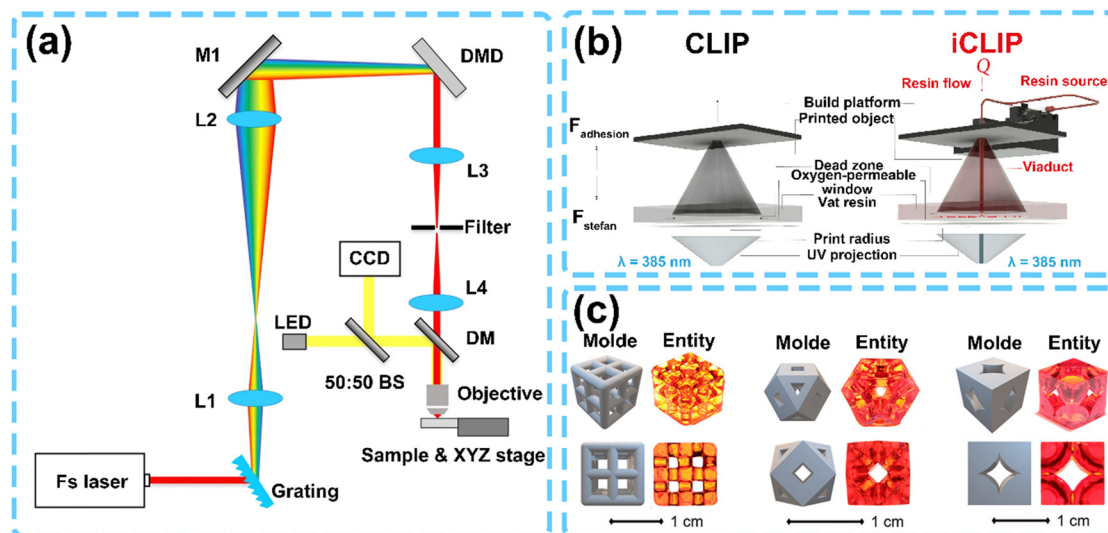 (a)
M1
DMD
L2
L3
Filter
CCD
L4
LED
DM
50:50 BS
L1
Objective
Sample & XYZ stage
Fs laser
Grating
(b)
CLIP
iCLIP
Q
Resin flow
Resin source
Build platform
Printed object
F adhesion
Dead zone
Viaduct
Oxygen-permeable
window
Vat resin
F stefan
Print radius
UV projection
λ = 385 nm
λ = 385 nm
(c)
Molde Entity
Molde Entity
Molde Entity
1 cm
1 cm
1 cm